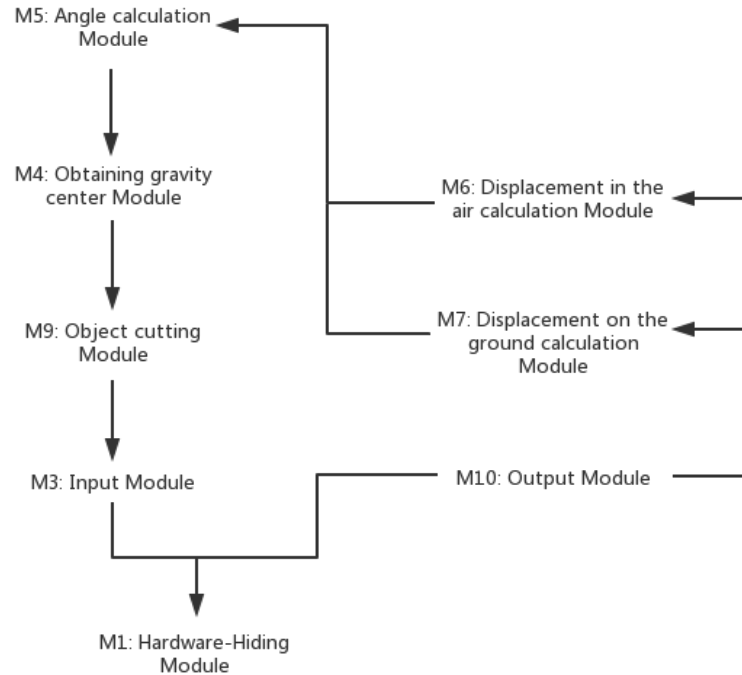 M5: Angle calculation
Module
M4: Obtaining gravity
center Module
M6: Displacement in the
air calculation Module
M9: Object cutting
Module
M7: Displacement on the
ground calculation
Module
M3: Input Module
M10: Output Module
M1: Hardware-Hiding
Module